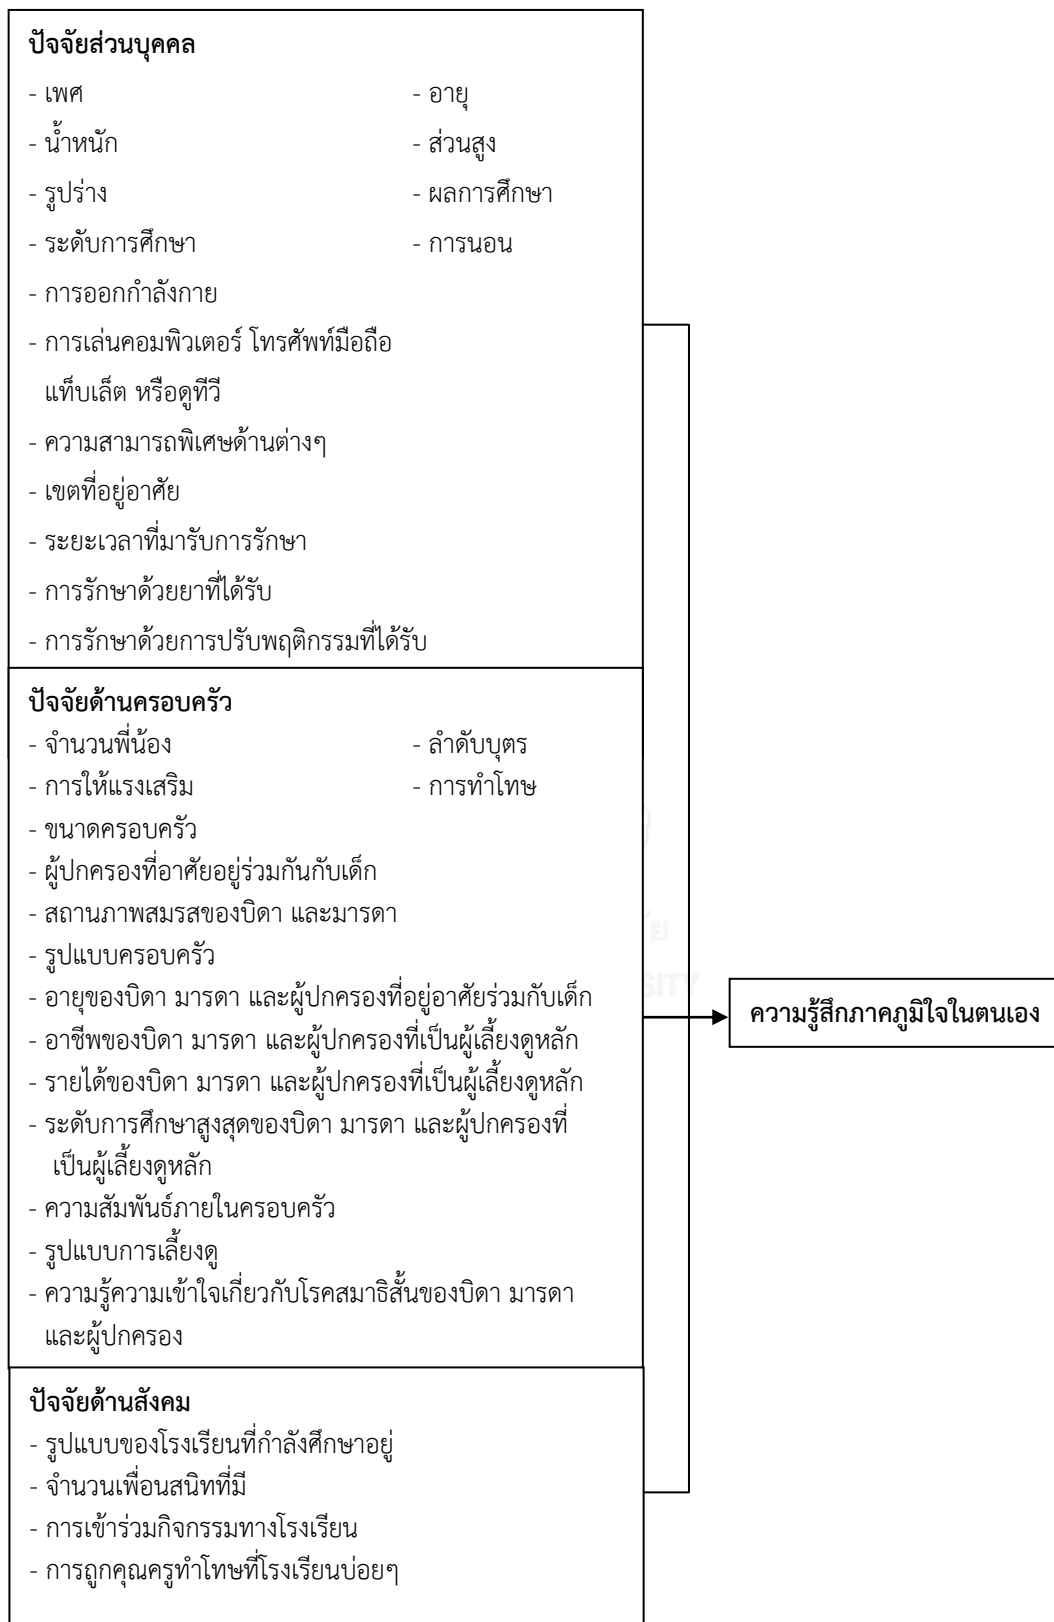 ปัจจัยส่วนบุคคล
- เพศ - อายุ
- น้ำหนัก - ส่วนสูง
- รูปร่าง - ผลการศึกษา
- ระดับการศึกษา - การนอน
- การออกกำลังกาย
- การเล่นคอมพิวเตอร์ โทรศัพท์มือถือ
แท็บเล็ต หรือดูทีวี
- ความสามารถพิเศษด้านต่างๆ
- เขตที่อยู่อาศัย
- ระยะเวลาที่มารับการรักษา
- การรักษาด้วยยาที่ได้รับ
- การรักษาด้วยการปรับพฤติกรรมที่ได้รับ
ปัจจัยด้านครอบครัว
- จำนวนพี่น้อง - ลำดับบุตร
- การให้แรงเสริม - การทำโทษ
- ขนาดครอบครัว
- ผู้ปกครองที่อาศัยอยู่ร่วมกันกับเด็ก
- สถานภาพสมรสของบิดา และมารดา
- รูปแบบครอบครัว
- อายุของบิดา มารดา และผู้ปกครองที่อยู่อาศัยร่วมกับเด็ก
- อาชีพของบิดา มารดา และผู้ปกครองที่เป็นผู้เลี้ยงดูหลัก
- รายได้ของบิดา มารดา และผู้ปกครองที่เป็นผู้เลี้ยงดูหลัก
- ระดับการศึกษาสูงสุดของบิดา มารดา และผู้ปกครองที่
เป็นผู้เลี้ยงดูหลัก
- ความสัมพันธ์ภายในครอบครัว
- รูปแบบการเลี้ยงดู
- ความรู้ความเข้าใจเกี่ยวกับโรคสมาธิสั้นของบิดา มารดา
และผู้ปกครอง
ปัจจัยด้านสังคม
- รูปแบบของโรงเรียนที่กำลังศึกษาอยู่
- จำนวนเพื่อนสนิทที่มี
- การเข้าร่วมกิจกรรมทางโรงเรียน
- การถูกคุณครูทำโทษที่โรงเรียนบ่อยๆ
ความรู้สึกภาคภูมิใจในตนเอง